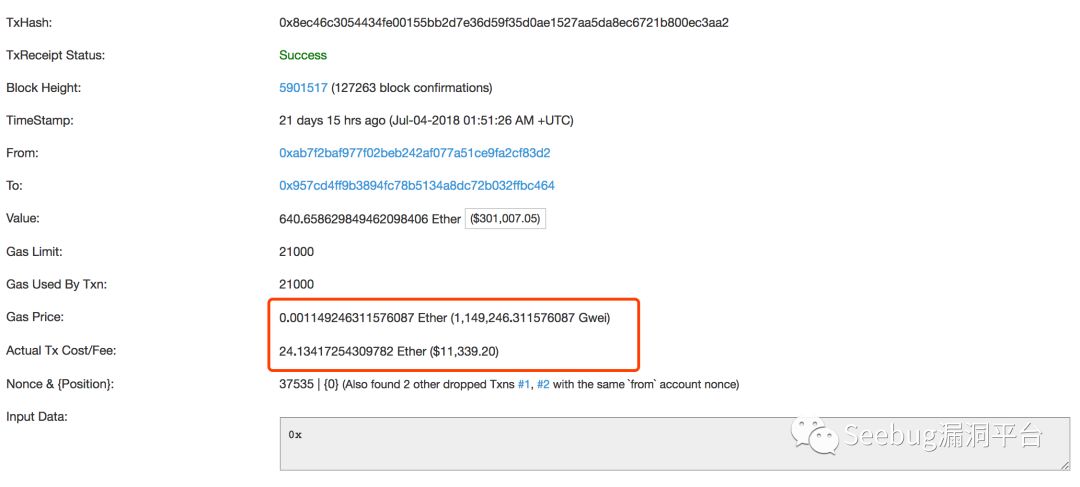 TxHash: 0x8ec46c3054434fe00155bb2d7e36d59f35d0ae1527aa5da8ec6721b800ec3aa2
TxReceipt Status: Success
Block Height: 5901517 (127263 block confirmations)
TimeStamp: 21 days 15 hrs ago (Jul-04-2018 01:51:26 AM +UTC)
From: 0xab7f2baf977f02beb242af077a51ce9fa2cf83d2
To: 0x957cd4ff9b3894fc78b5134a8dc72b032ffbc464
Value: 640.658629849462098406 Ether ($301,007.05)
Gas Limit: 21000
Gas Used By Txn: 21000
Gas Price: 0.001149246311576087 Ether (1,149,246.311576087 Gwei)
Actual Tx Cost/Fee: 24.13417254309782 Ether ($11,339.20)
Nonce & {Position}: 37535 | {0} (Also found 2 other dropped Txns #1, #2 with the same `from` account nonce)
Input Data:
0x
Seebug漏洞平台